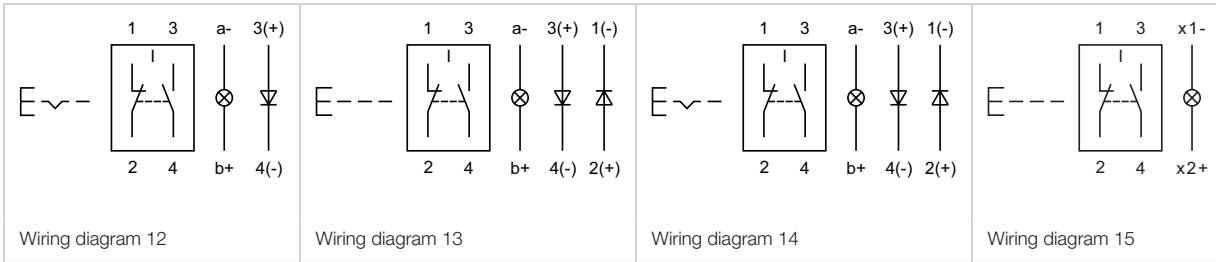 1 3 a- 3(+)
2 4 b+ 4(-)
Wiring diagram 12
1 3 a- 3(+) 1(-)
2 4 b+ 4(-) 2(+)
Wiring diagram 13
1 3 a- 3(+) 1(-)
2 4 b+ 4(-) 2(+)
Wiring diagram 14
1 3 x1-
2 4 x2+
Wiring diagram 15